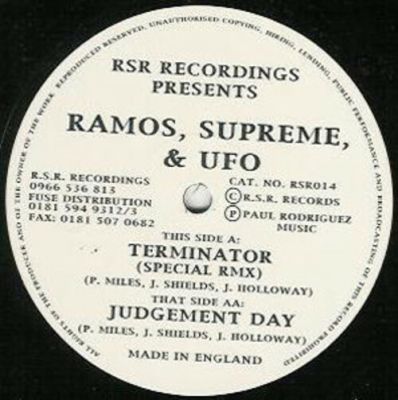 ALL RIGHTS OF THE PRODUCER AND OF THE OWNER OF THE WORK REPRODUCED RESERVED, UNAUTHORISED COPYING, HIRING, LENDING, PUBLIC PERFORMANCE AND BROADCASTING OF THIS RECORD PROHIBITED
RSR RECORDINGS
PRESENTS
RAMOS, SUPREME,
& UFO
R.S.R. RECORDINGS
0966 536 813
FUSE DISTRIBUTION
0181 594 9312/3
FAX: 0181 507 0682
CAT. NO. RSR014
Ⓒ R.S.R. RECORDS
Ⓟ PAUL RODRIGUEZ
MUSIC
THIS SIDE A:
TERMINATOR
(SPECIAL RMX)
(P. MILES, J. SHIELDS, J. HOLLOWAY)
THAT SIDE AA:
JUDGEMENT DAY
(P. MILES, J. SHIELDS, J. HOLLOWAY)
MADE IN ENGLAND